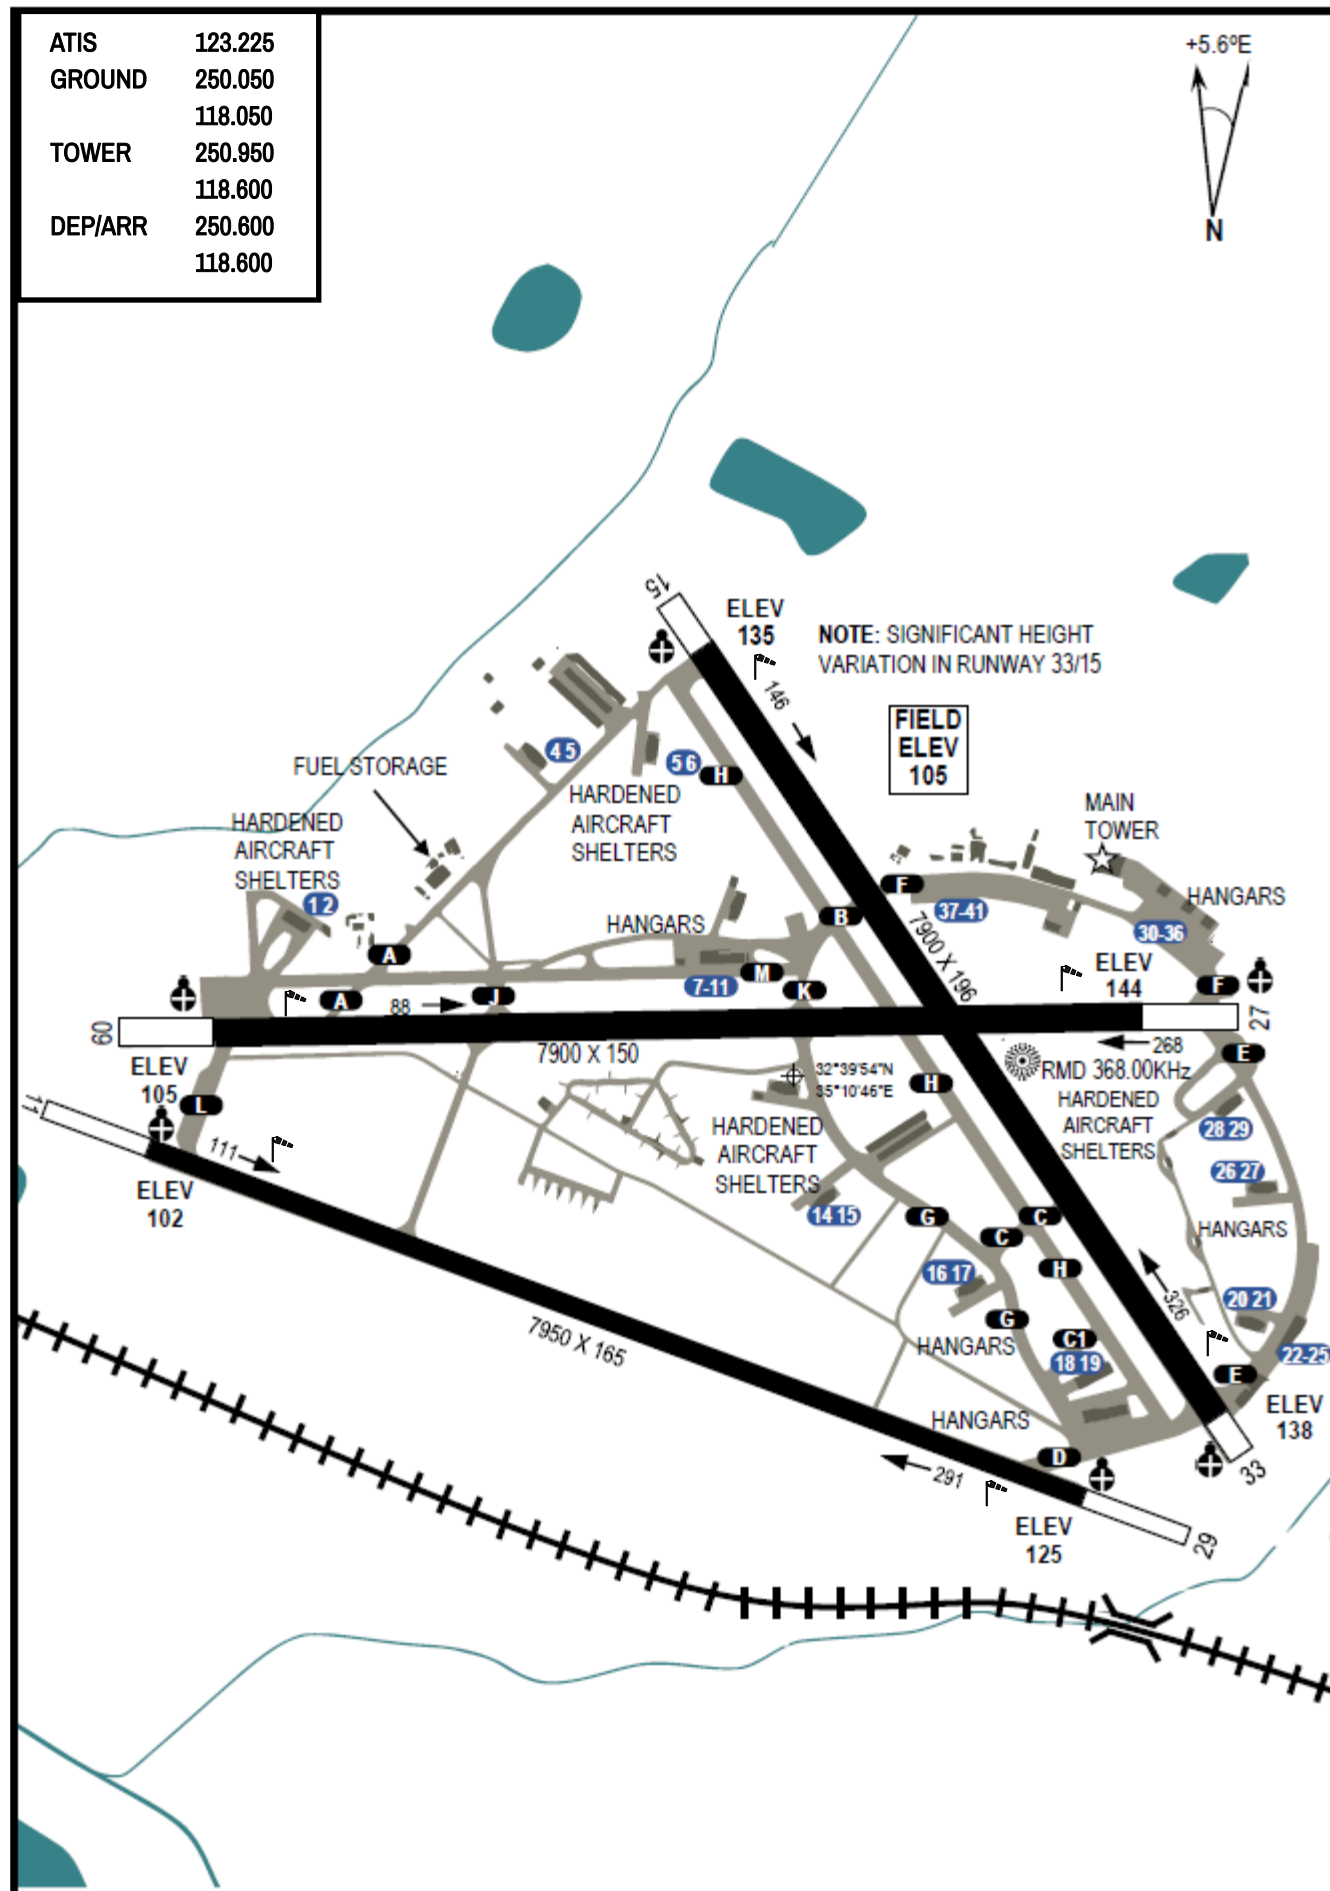 ATIS 123.225
GROUND 250.050
118.050
TOWER 250.950
118.600
DEP/ARR 250.600
118.600
+5.6ºE
N
15
ELEV
135
NOTE: SIGNIFICANT HEIGHT
VARIATION IN RUNWAY 33/15
146
FIELD
ELEV
105
4 5
5 6
H
FUEL STORAGE
HARDENED
AIRCRAFT
SHELTERS
HARDENED
AIRCRAFT
SHELTERS
1 2
MAIN
TOWER
HANGARS
F
37-41
30-36
B
HANGARS
7900 X 196
A
M
7-11
K
ELEV
144
F
A
88
J
09
27
268
E
7900 X 150
ELEV
105
32°39'54"N
35°10'46"E
RMD 368.00KHz
H
HARDENED
AIRCRAFT
SHELTERS
28 29
11
L
111
HARDENED
AIRCRAFT
SHELTERS
26 27
ELEV
102
14 15
G
C
C
HANGARS
16 17
H
326
20 21
G
C1
HANGARS
18 19
22-25
7950 X 165
E
HANGARS
ELEV
138
D
291
33
ELEV
125
29